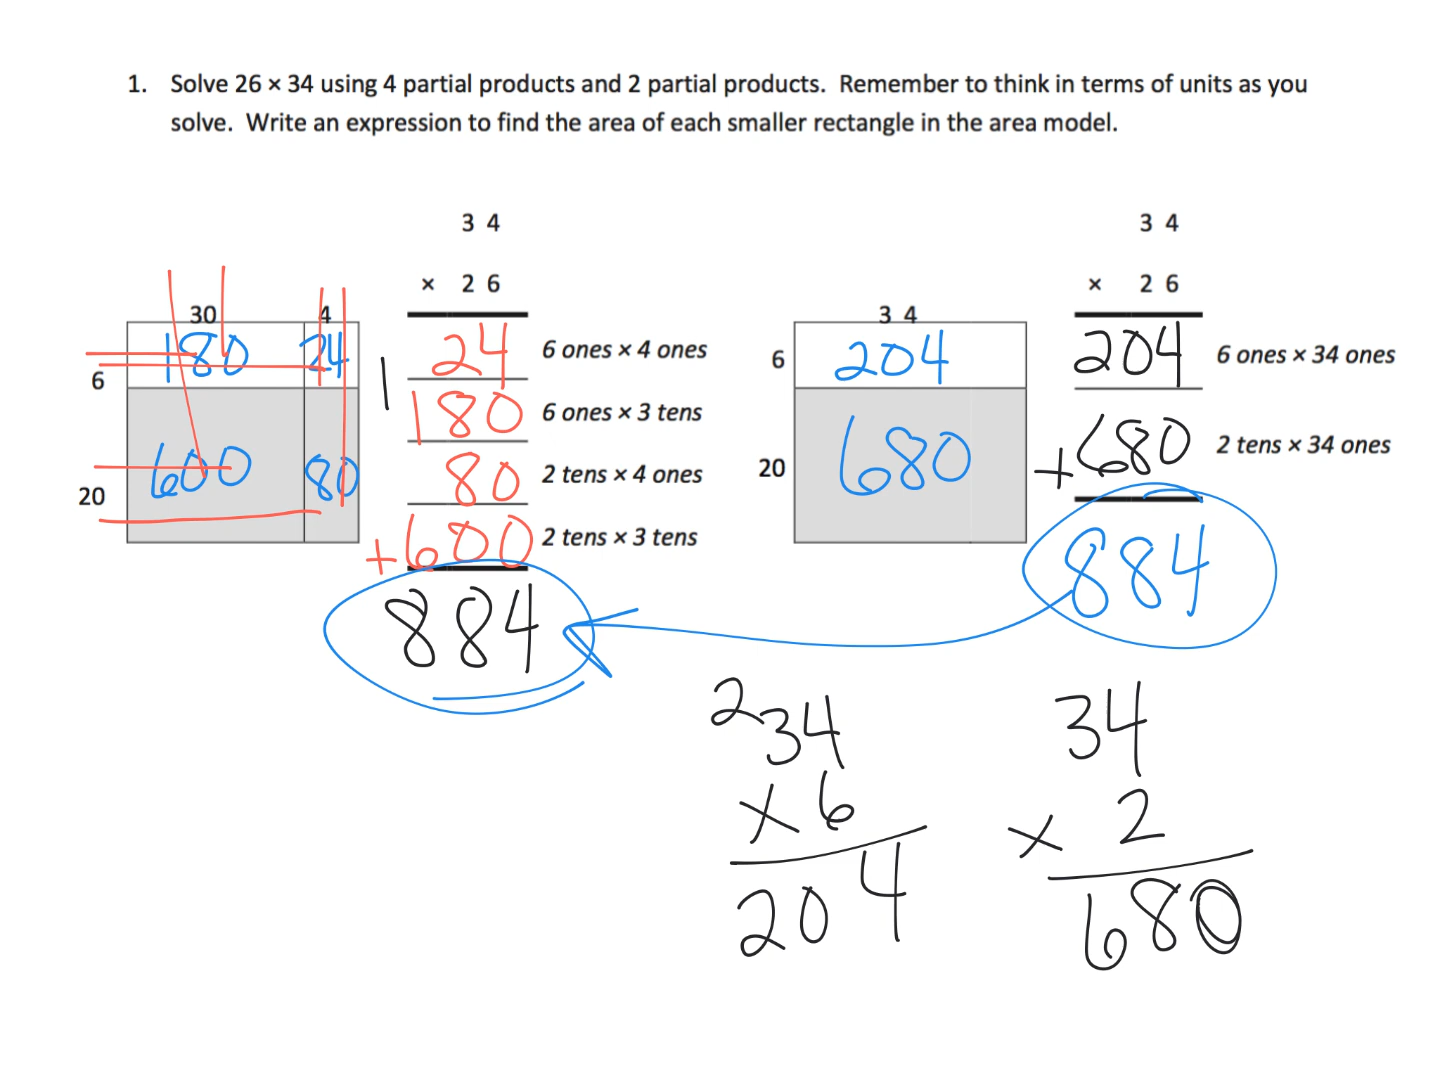 1. Solve 26 × 34 using 4 partial products and 2 partial products. Remember to think in terms of units as you
solve. Write an expression to find the area of each smaller rectangle in the area model.
3 4
× 2 6
30 4
6 180 24
20 600 80
1
24 6 ones × 4 ones
180 6 ones × 3 tens
80 2 tens × 4 ones
+600 2 tens × 3 tens
884
3 4
× 2 6
3 4
6 204
20 680
204 6 ones × 34 ones
+680 2 tens × 34 ones
884
2
34
× 6
204
34
× 2
680